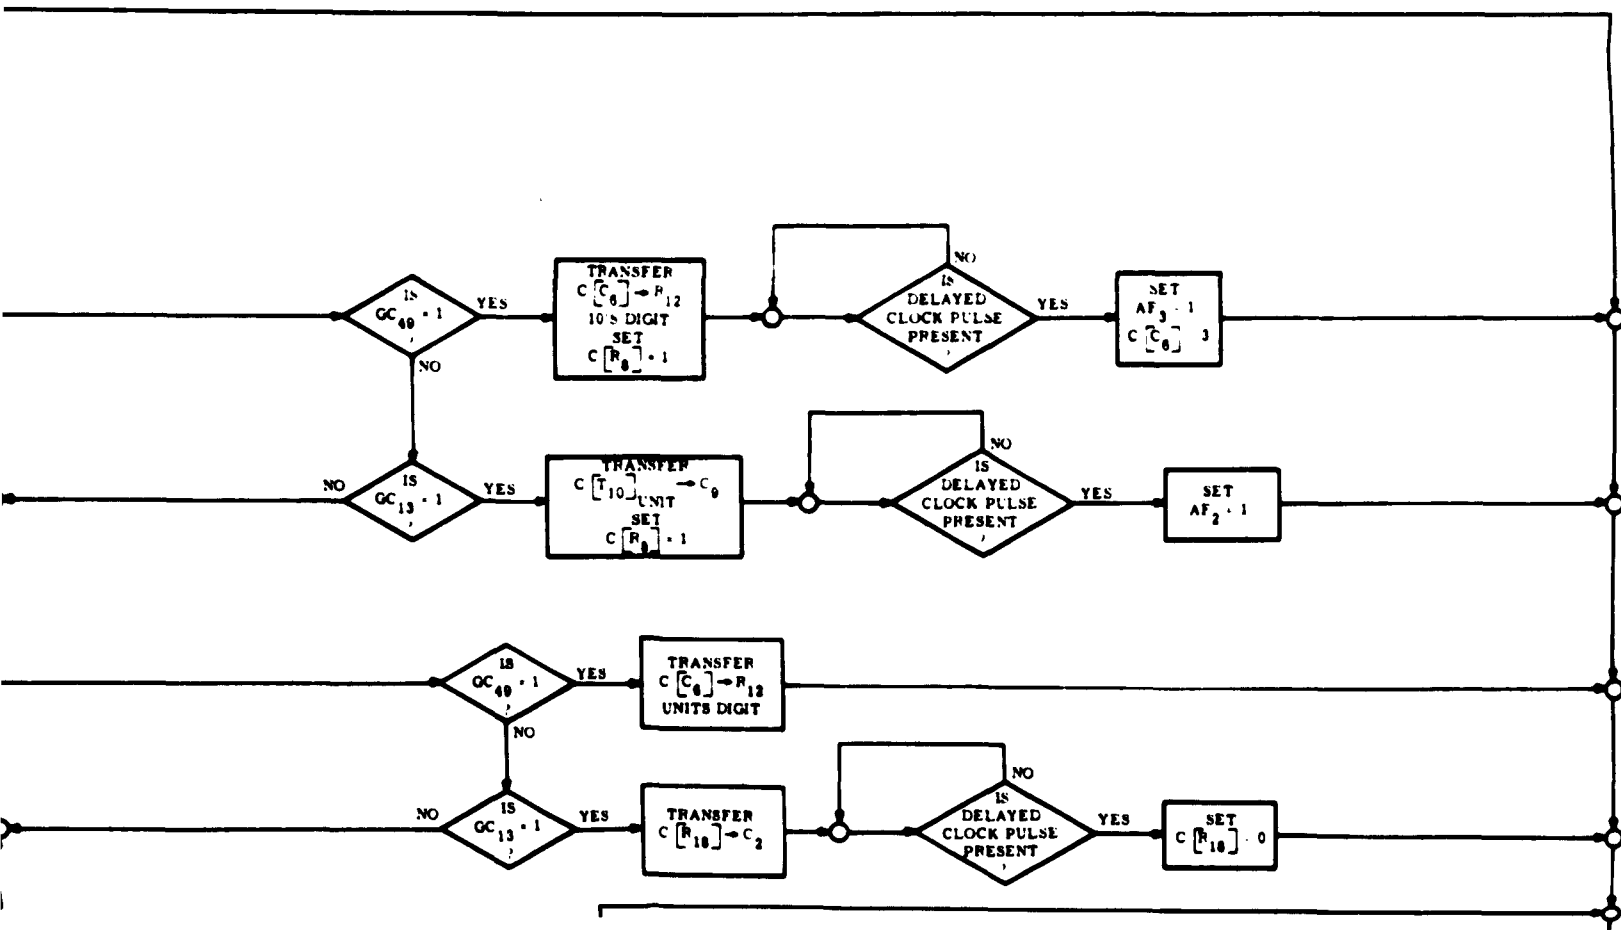 IS
GC49 = 1
?
YES
NO
TRANSFER
C [C6] → R12
10'S DIGIT
SET
C [R8] = 1
NO
IS
DELAYED
CLOCK PULSE
PRESENT
?
YES
SET
AF3 = 1
C [C6] = 3
NO
IS
GC13 = 1
?
YES
TRANSFER
C [T10] UNIT → C9
SET
C [R8] = 1
NO
IS
DELAYED
CLOCK PULSE
PRESENT
?
YES
SET
AF2 = 1
IS
GC49 = 1
?
YES
NO
TRANSFER
C [C6] → R12
UNITS DIGIT
NO
IS
GC13 = 1
?
YES
TRANSFER
C [R18] → C2
NO
IS
DELAYED
CLOCK PULSE
PRESENT
?
YES
SET
C [R18] = 0